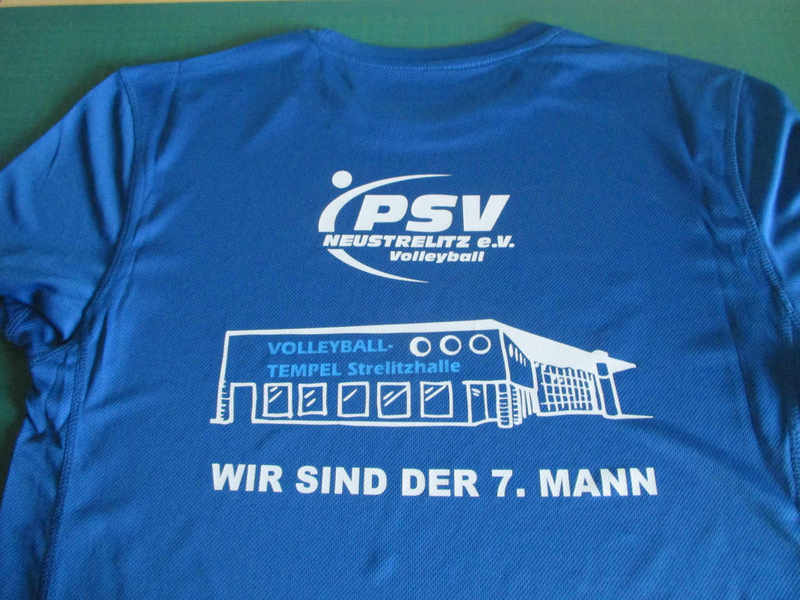 PSV
NEUSTRELITZ e.V.
Volleyball
VOLLEYBALL-
TEMPEL Strelitzhalle
WIR SIND DER 7. MANN